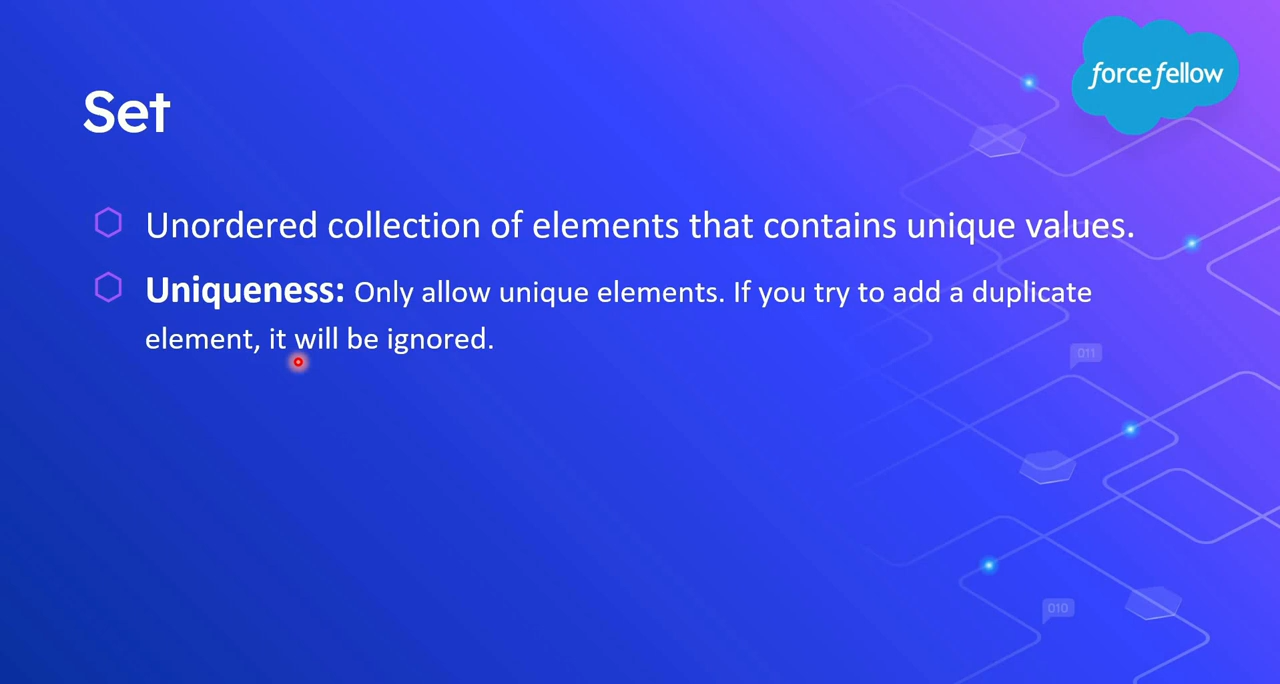 force fellow
Set
Unordered collection of elements that contains unique values.
Uniqueness: Only allow unique elements. If you try to add a duplicate
element, it will be ignored.
011
010